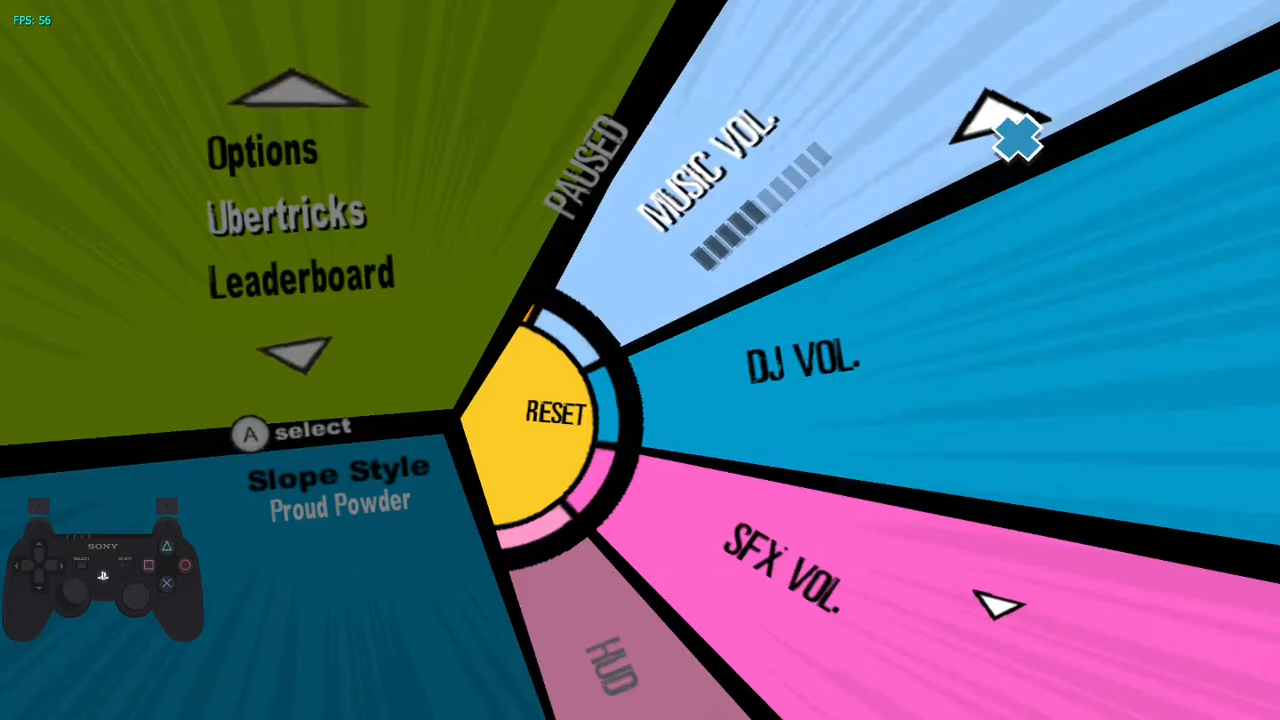 FPS: 56
Options
Ubertricks
Leaderboard
A select
Slope Style
Proud Powder
PAUSED
MUSIC VOL.
DJ VOL.
RESET
SFX VOL.
HUD
SONY
SELECT